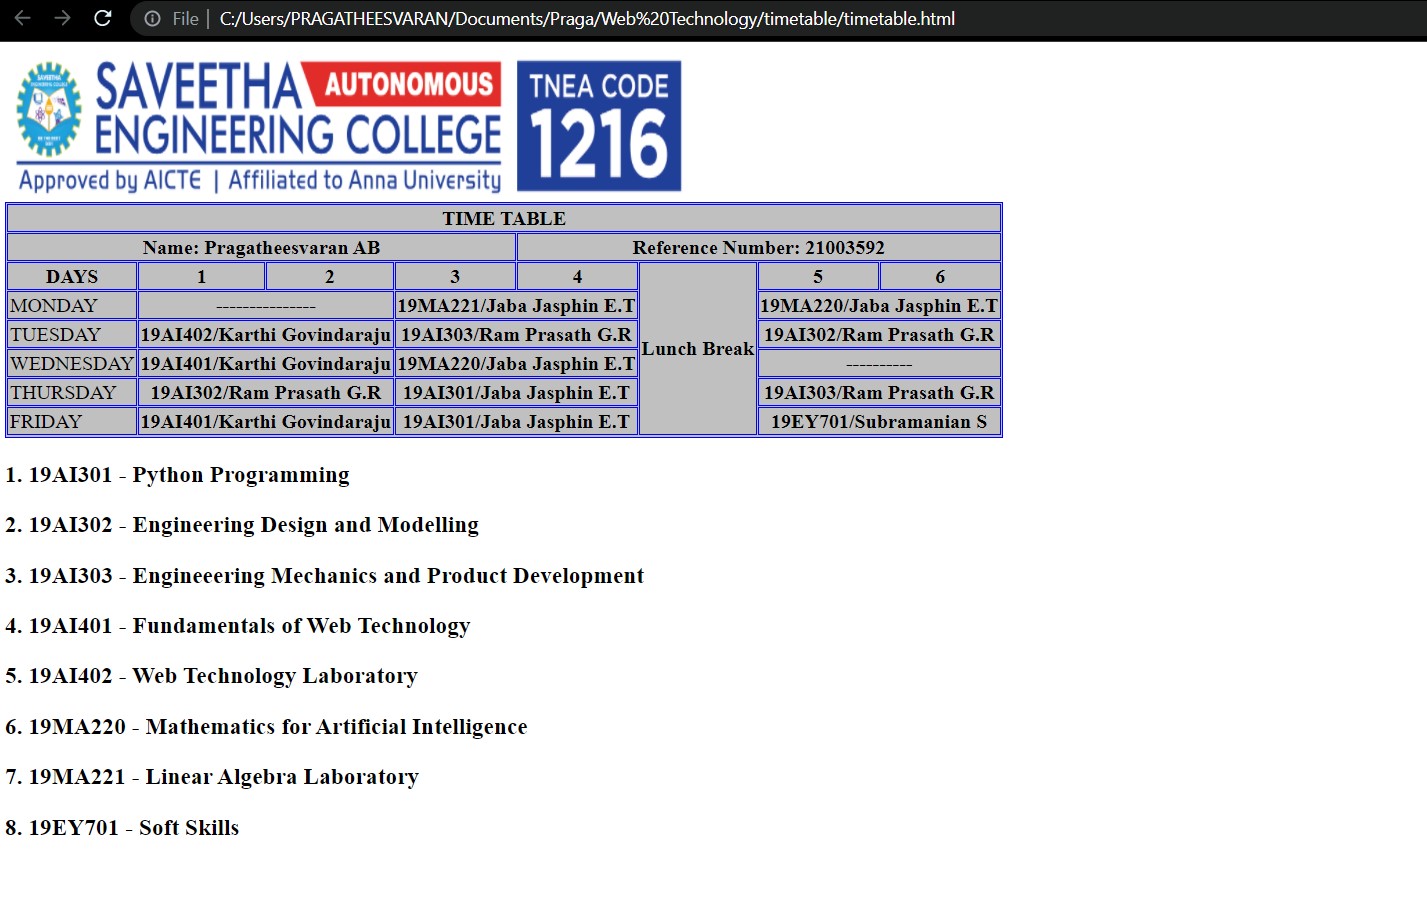 File | C:/Users/PRAGATHEESVARAN/Documents/Praga/Web%20Technology/timetable/timetable.html
SAVEETHA AUTONOMOUS
ENGINEERING COLLEGE
Approved by AICTE | Affiliated to Anna University
TNEA CODE
1216
TIME TABLE
Name: Pragatheesvaran AB Reference Number: 21003592
DAYS 1 2 3 4 Lunch Break 5 6
MONDAY --------------- 19MA221/Jaba Jasphin E.T 19MA220/Jaba Jasphin E.T
TUESDAY 19AI402/Karthi Govindaraju 19AI303/Ram Prasath G.R 19AI302/Ram Prasath G.R
WEDNESDAY 19AI401/Karthi Govindaraju 19MA220/Jaba Jasphin E.T ----------
THURSDAY 19AI302/Ram Prasath G.R 19AI301/Jaba Jasphin E.T 19AI303/Ram Prasath G.R
FRIDAY 19AI401/Karthi Govindaraju 19AI301/Jaba Jasphin E.T 19EY701/Subramanian S
1. 19AI301 - Python Programming
2. 19AI302 - Engineering Design and Modelling
3. 19AI303 - Engineeering Mechanics and Product Development
4. 19AI401 - Fundamentals of Web Technology
5. 19AI402 - Web Technology Laboratory
6. 19MA220 - Mathematics for Artificial Intelligence
7. 19MA221 - Linear Algebra Laboratory
8. 19EY701 - Soft Skills